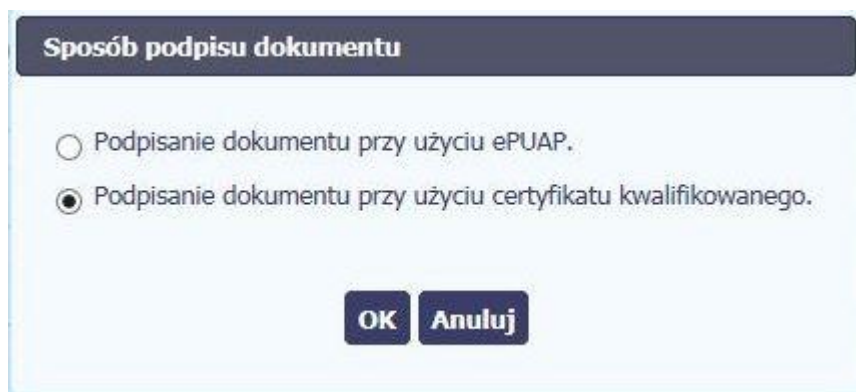 Sposób podpisu dokumentu
Podpisanie dokumentu przy użyciu ePUAP.
Podpisanie dokumentu przy użyciu certyfikatu kwalifikowanego.
OK Anuluj